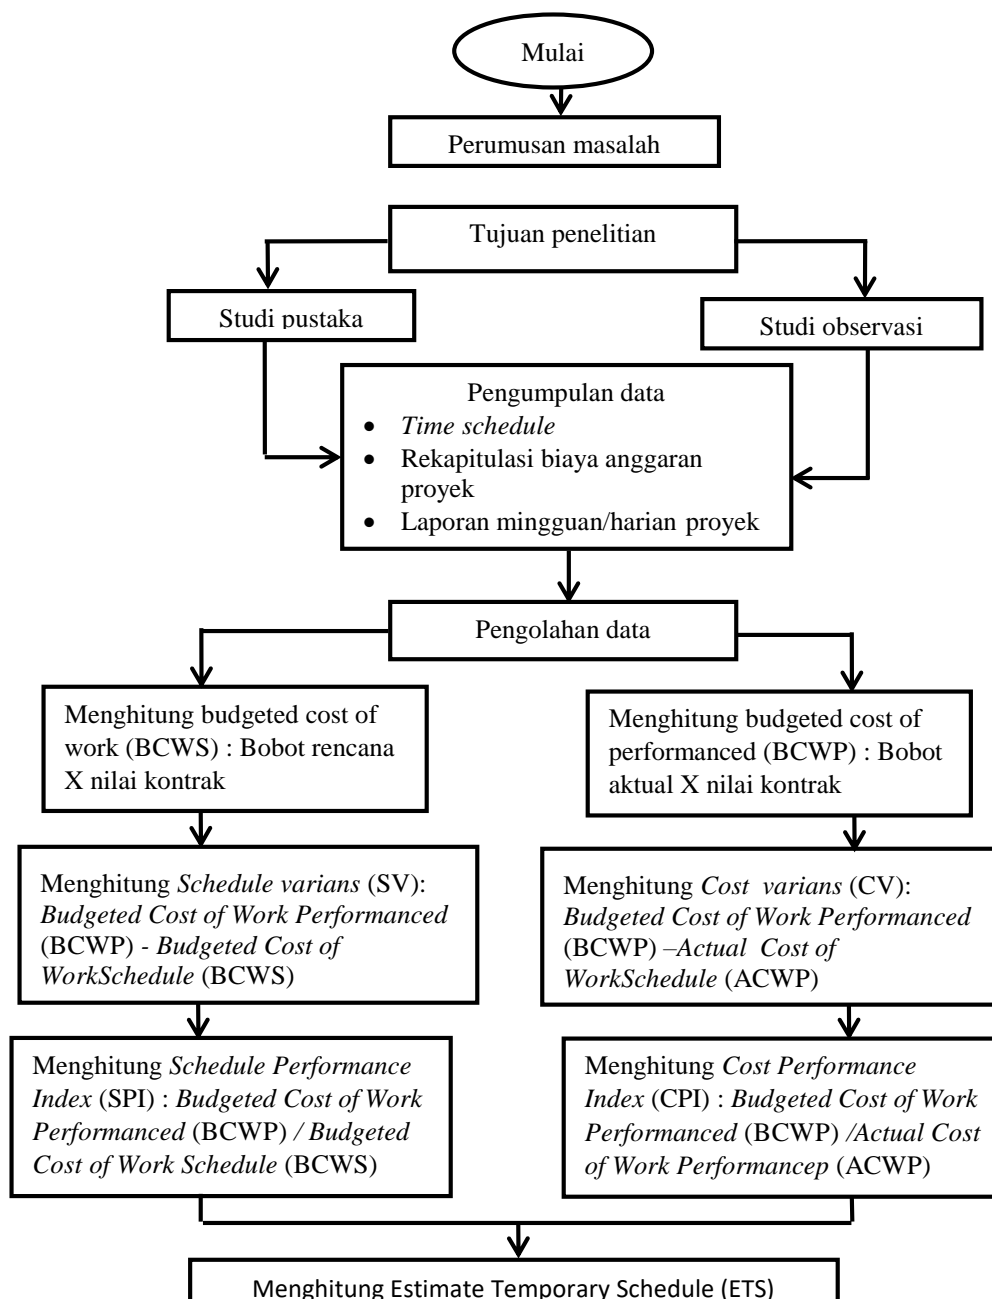 Mulai
Perumusan masalah
Tujuan penelitian
Studi pustaka
Studi observasi
Pengumpulan data
• Time schedule
• Rekapitulasi biaya anggaran
proyek
• Laporan mingguan/harian proyek
Pengolahan data
Menghitung budgeted cost of
work (BCWS) : Bobot rencana
X nilai kontrak
Menghitung budgeted cost of
performanced (BCWP) : Bobot
aktual X nilai kontrak
Menghitung Schedule varians (SV):
Budgeted Cost of Work Performanced
(BCWP) - Budgeted Cost of
WorkSchedule (BCWS)
Menghitung Cost varians (CV):
Budgeted Cost of Work Performanced
(BCWP) –Actual Cost of
WorkSchedule (ACWP)
Menghitung Schedule Performance
Index (SPI) : Budgeted Cost of Work
Performanced (BCWP) / Budgeted
Cost of Work Schedule (BCWS)
Menghitung Cost Performance
Index (CPI) : Budgeted Cost of Work
Performanced (BCWP) /Actual Cost
of Work Performancep (ACWP)
Menghitung Estimate Temporary Schedule (ETS)